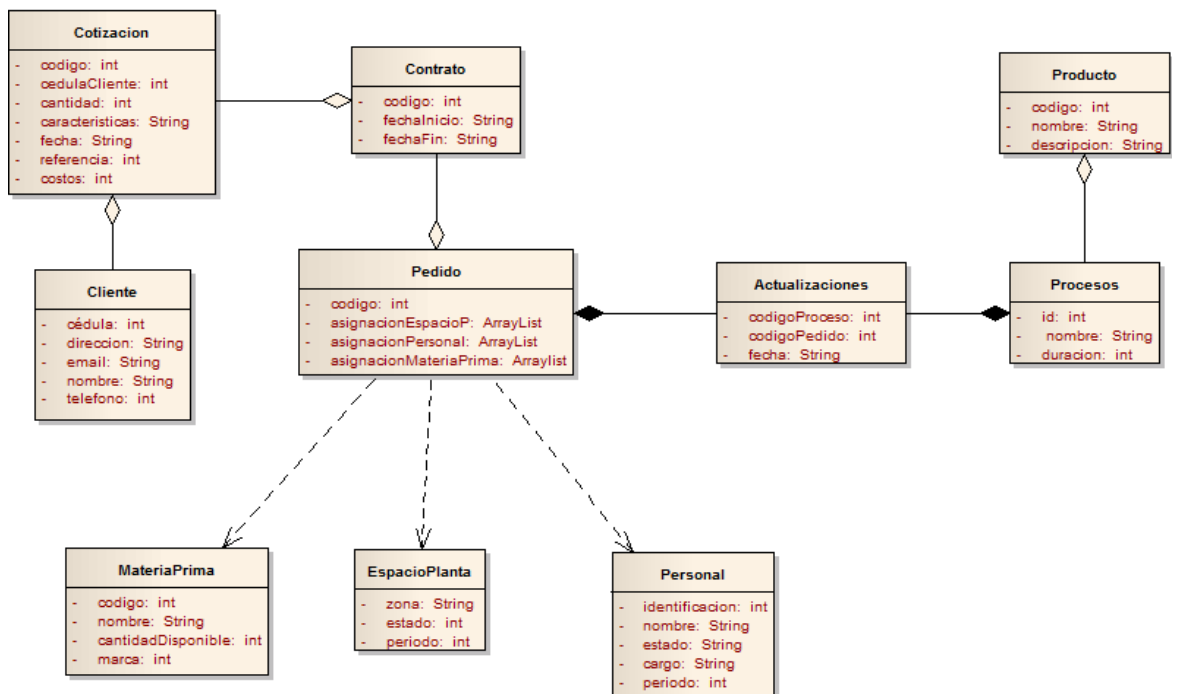 Cotizacion
- codigo: int
- cedulaCliente: int
- cantidad: int
- caracteristicas: String
- fecha: String
- referencia: int
- costos: int
Contrato
- codigo: int
- fechaInicio: String
- fechaFin: String
Producto
- codigo: int
- nombre: String
- descripcion: String
Cliente
- cédula: int
- direccion: String
- email: String
- nombre: String
- telefono: int
Pedido
- codigo: int
- asignacionEspacioP: ArrayList
- asignacionPersonal: ArrayList
- asignacionMateriaPrima: Arraylist
Actualizaciones
- codigoProceso: int
- codigoPedido: int
- fecha: String
Procesos
- id: int
- nombre: String
- duracion: int
MateriaPrima
- codigo: int
- nombre: String
- cantidadDisponible: int
- marca: int
EspacioPlanta
- zona: String
- estado: int
- periodo: int
Personal
- identificacion: int
- nombre: String
- estado: String
- cargo: String
- periodo: int